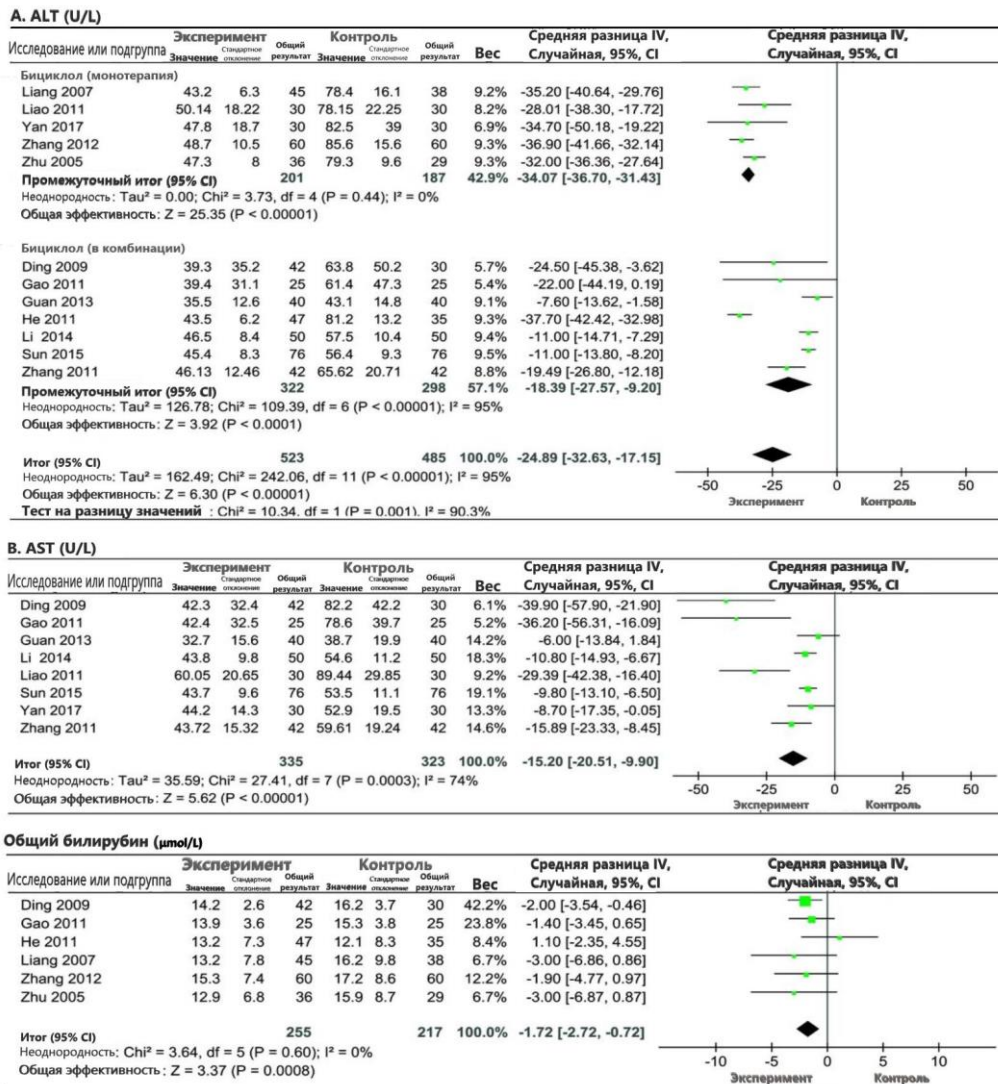 A. ALT (U/L)
Исследование или подгруппа Эксперимент Контроль Вес Средняя разница IV, Случайная, 95%, CI Средняя разница IV, Случайная, 95%, CI
Значение Стандартное отклонение Общий результат Значение Стандартное отклонение Общий результат
Бициклол (монотерапия)
Liang 2007 43.2 6.3 45 78.4 16.1 38 9.2% -35.20 [-40.64, -29.76]
Liao 2011 50.14 18.22 30 78.15 22.25 30 8.2% -28.01 [-38.30, -17.72]
Yan 2017 47.8 18.7 30 82.5 39 30 6.9% -34.70 [-50.18, -19.22]
Zhang 2012 48.7 10.5 60 85.6 15.6 60 9.3% -36.90 [-41.66, -32.14]
Zhu 2005 47.3 8 36 79.3 9.6 29 9.3% -32.00 [-36.36, -27.64]
Промежуточный итог (95% CI) 201 187 42.9% -34.07 [-36.70, -31.43]
Неоднородность: Tau² = 0.00; Chi² = 3.73, df = 4 (P = 0.44); I² = 0%
Общая эффективность: Z = 25.35 (P < 0.00001)
Бициклол (в комбинации)
Ding 2009 39.3 35.2 42 63.8 50.2 30 5.7% -24.50 [-45.38, -3.62]
Gao 2011 39.4 31.1 25 61.4 47.3 25 5.4% -22.00 [-44.19, 0.19]
Guan 2013 35.5 12.6 40 43.1 14.8 40 9.1% -7.60 [-13.62, -1.58]
He 2011 43.5 6.2 47 81.2 13.2 35 9.3% -37.70 [-42.42, -32.98]
Li 2014 46.5 8.4 50 57.5 10.4 50 9.4% -11.00 [-14.71, -7.29]
Sun 2015 45.4 8.3 76 56.4 9.3 76 9.5% -11.00 [-13.80, -8.20]
Zhang 2011 46.13 12.46 42 65.62 20.71 42 8.8% -19.49 [-26.80, -12.18]
Промежуточный итог (95% CI) 322 298 57.1% -18.39 [-27.57, -9.20]
Неоднородность: Tau² = 126.78; Chi² = 109.39, df = 6 (P < 0.00001); I² = 95%
Общая эффективность: Z = 3.92 (P < 0.0001)
Итог (95% CI) 523 485 100.0% -24.89 [-32.63, -17.15]
Неоднородность: Tau² = 162.49; Chi² = 242.06, df = 11 (P < 0.00001); I² = 95%
Общая эффективность: Z = 6.30 (P < 0.00001)
Тест на разницу значений : Chi² = 10.34. df = 1 (P = 0.001). I² = 90.3%
-50 -25 0 25 50
Эксперимент Контроль
B. AST (U/L)
Исследование или подгруппа Эксперимент Контроль Вес Средняя разница IV, Случайная, 95%, CI Средняя разница IV, Случайная, 95%, CI
Значение Стандартное отклонение Общий результат Значение Стандартное отклонение Общий результат
Ding 2009 42.3 32.4 42 82.2 42.2 30 6.1% -39.90 [-57.90, -21.90]
Gao 2011 42.4 32.5 25 78.6 39.7 25 5.2% -36.20 [-56.31, -16.09]
Guan 2013 32.7 15.6 40 38.7 19.9 40 14.2% -6.00 [-13.84, 1.84]
Li 2014 43.8 9.8 50 54.6 11.2 50 18.3% -10.80 [-14.93, -6.67]
Liao 2011 60.05 20.65 30 89.44 29.85 30 9.3% -29.39 [-42.38, -16.40]
Sun 2015 43.7 9.6 76 53.5 11.1 76 19.1% -9.80 [-13.10, -6.50]
Yan 2017 44.2 14.3 30 52.9 19.5 30 13.3% -8.70 [-17.35, -0.05]
Zhang 2011 43.72 15.32 42 59.61 19.24 42 14.6% -15.89 [-23.33, -8.45]
Итог (95% CI) 335 323 100.0% -15.20 [-20.51, -9.90]
Неоднородность: Tau² = 35.59; Chi² = 27.41, df = 7 (P = 0.0003); I² = 74%
Общая эффективность: Z = 5.62 (P < 0.00001)
-50 -25 0 25 50
Эксперимент Контроль
Общий билирубин (μmol/L)
Исследование или подгруппа Эксперимент Контроль Вес Средняя разница IV, Случайная, 95%, CI Средняя разница IV, Случайная, 95%, CI
Значение Стандартное отклонение Общий результат Значение Стандартное отклонение Общий результат
Ding 2009 14.2 2.6 42 16.2 3.7 30 42.2% -2.00 [-3.54, -0.46]
Gao 2011 13.9 3.6 25 15.3 3.8 25 23.8% -1.40 [-3.45, 0.65]
He 2011 13.2 7.3 47 12.1 8.3 35 8.4% 1.10 [-2.35, 4.55]
Liang 2007 13.2 7.8 45 16.2 9.8 38 6.7% -3.00 [-6.86, 0.86]
Zhang 2012 15.3 7.4 60 17.2 8.6 60 12.2% -1.90 [-4.77, 0.97]
Zhu 2005 12.9 6.8 36 15.9 8.7 29 6.7% -3.00 [-6.87, 0.87]
Итог (95% CI) 255 217 100.0% -1.72 [-2.72, -0.72]
Неоднородность: Chi² = 3.64, df = 5 (P = 0.60); I² = 0%
Общая эффективность: Z = 3.37 (P = 0.0008)
-10 -5 0 5 10
Эксперимент Контроль